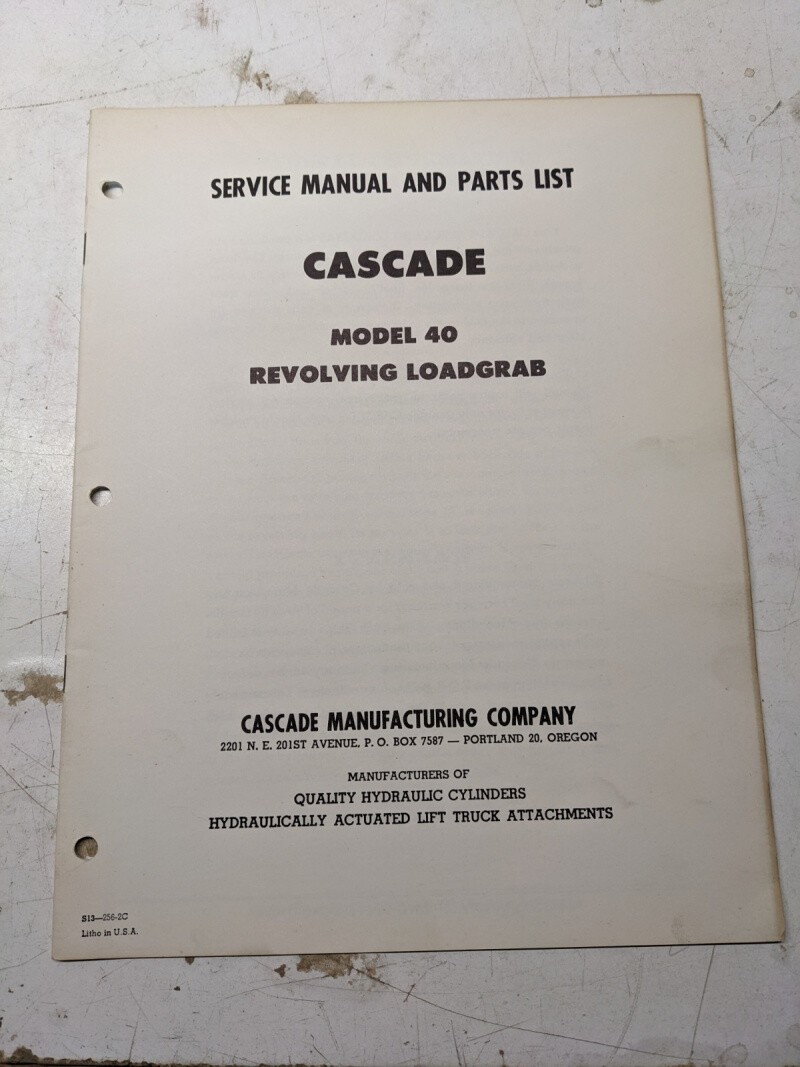 SERVICE MANUAL AND PARTS LIST
CASCADE
MODEL 40
REVOLVING LOADGRAB
CASCADE MANUFACTURING COMPANY
2201 N. E. 201ST AVENUE, P. O. BOX 7587 — PORTLAND 20, OREGON
MANUFACTURERS OF
QUALITY HYDRAULIC CYLINDERS
HYDRAULICALLY ACTUATED LIFT TRUCK ATTACHMENTS
S13—256-2C
Litho in U.S.A.